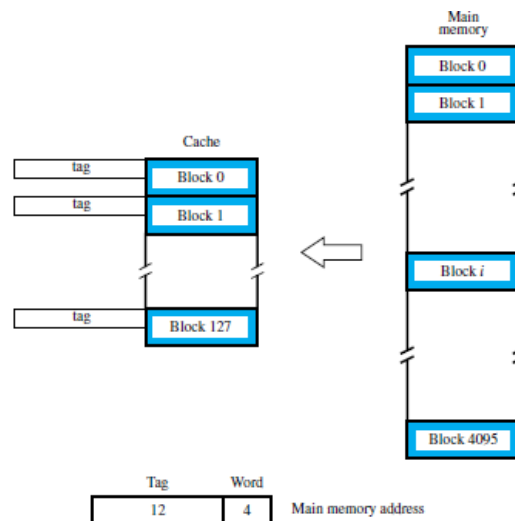 Main
memory
Block 0
Block 1
Cache
tag
Block 0
tag
Block 1
Block i
tag
Block 127
Block 4095
Tag Word
12 4 Main memory address